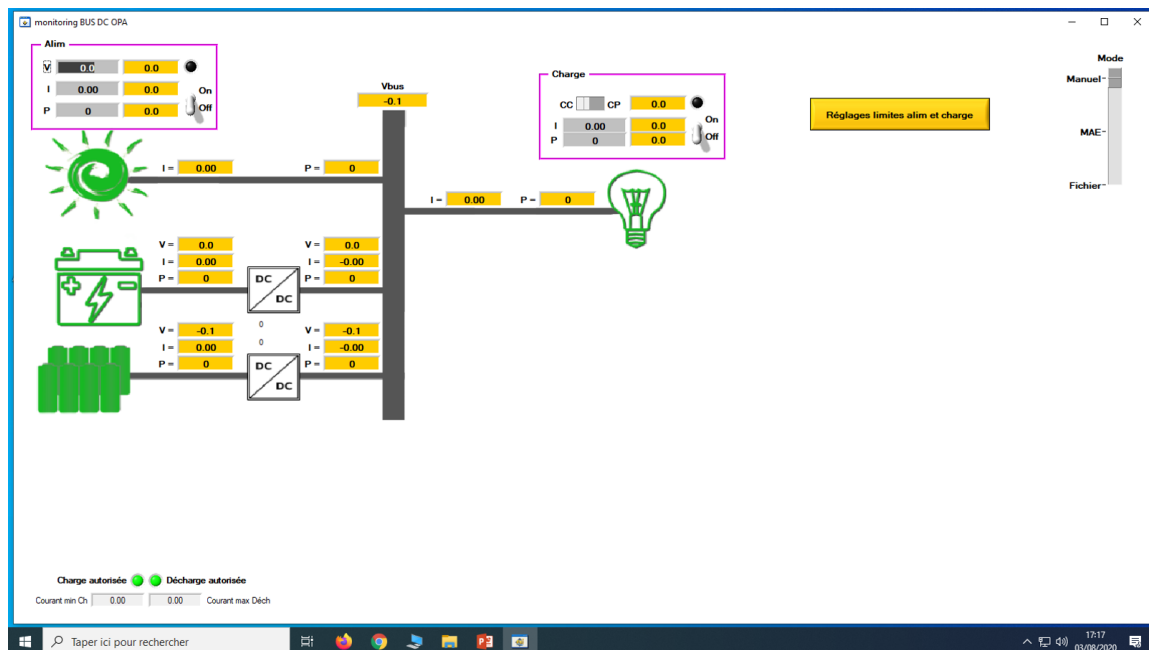 monitoring BUS DC OPA
Alim
V 0.0 0.0
I 0.00 0.0 On
P 0 0.0 Off
Vbus
-0.1
Charge
CC CP 0.0
I 0.00 0.0 On
P 0 0.0 Off
Réglages limites alim et charge
Mode
Manuel
MAE
Fichier
I = 0.00 P = 0
I = 0.00 P = 0
V = 0.0 V = 0.0
I = 0.00 I = -0.00
P = 0 DC P = 0
DC
V = -0.1 0 V = -0.1
I = 0.00 0 I = -0.00
P = 0 DC P = 0
DC
Charge autorisée Décharge autorisée
Courant min Ch 0.00 0.00 Courant max Déch
Taper ici pour rechercher
17:17
03/08/2020